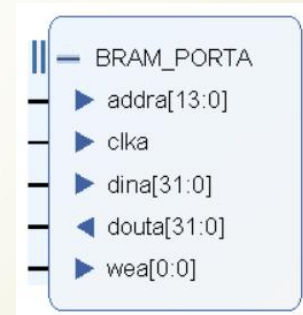 BRAM_PORTA
addra[13:0]
clka
dina[31:0]
douta[31:0]
wea[0:0]